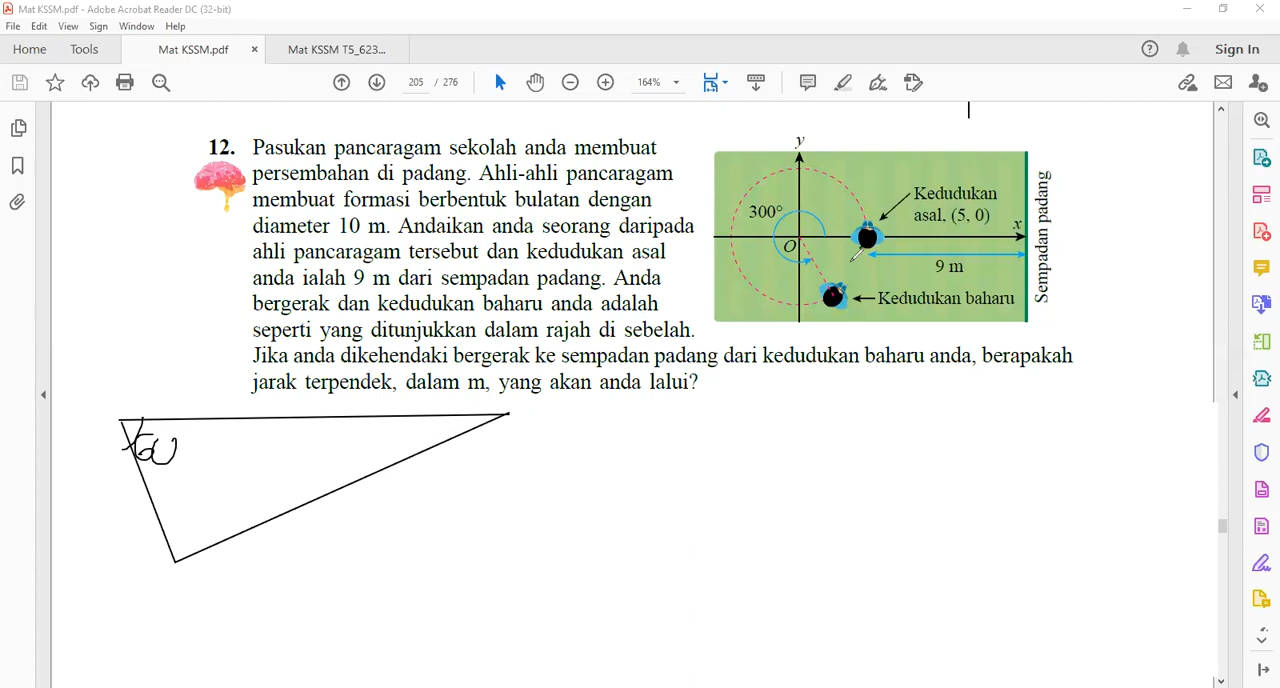 Mat KSSM.pdf - Adobe Acrobat Reader DC (32-bit)
File Edit View Sign Window Help
Home Tools Mat KSSM.pdf × Mat KSSM T5_623... ? Sign In
205 / 276 164%
12. Pasukan pancaragam sekolah anda membuat
persembahan di padang. Ahli-ahli pancaragam
membuat formasi berbentuk bulatan dengan
diameter 10 m. Andaikan anda seorang daripada
ahli pancaragam tersebut dan kedudukan asal
anda ialah 9 m dari sempadan padang. Anda
bergerak dan kedudukan baharu anda adalah
seperti yang ditunjukkan dalam rajah di sebelah.
Jika anda dikehendaki bergerak ke sempadan padang dari kedudukan baharu anda, berapakah
jarak terpendek, dalam m, yang akan anda lalui?
y
Kedudukan
asal, (5, 0)
300°
x
O
9 m
Kedudukan baharu
Sempadan padang
60